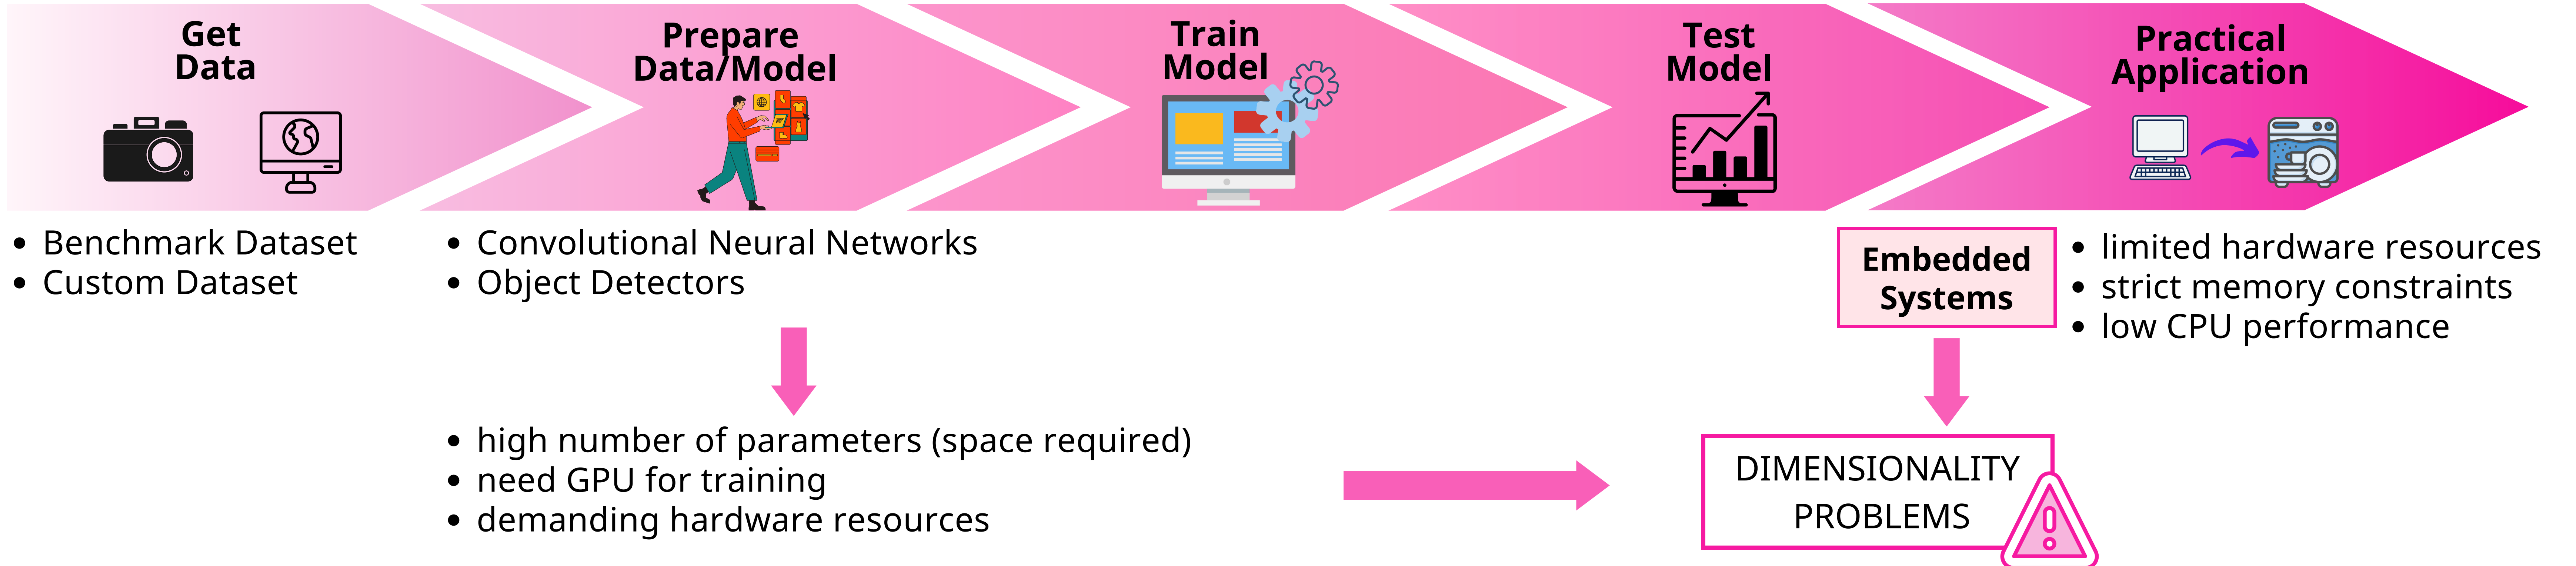 Get
Data
Prepare
Data/Model
Train
Model
Test
Model
Practical
Application
• Benchmark Dataset
• Custom Dataset
• Convolutional Neural Networks
• Object Detectors
Embedded
Systems
• limited hardware resources
• strict memory constraints
• low CPU performance
• high number of parameters (space required)
• need GPU for training
• demanding hardware resources
DIMENSIONALITY
PROBLEMS